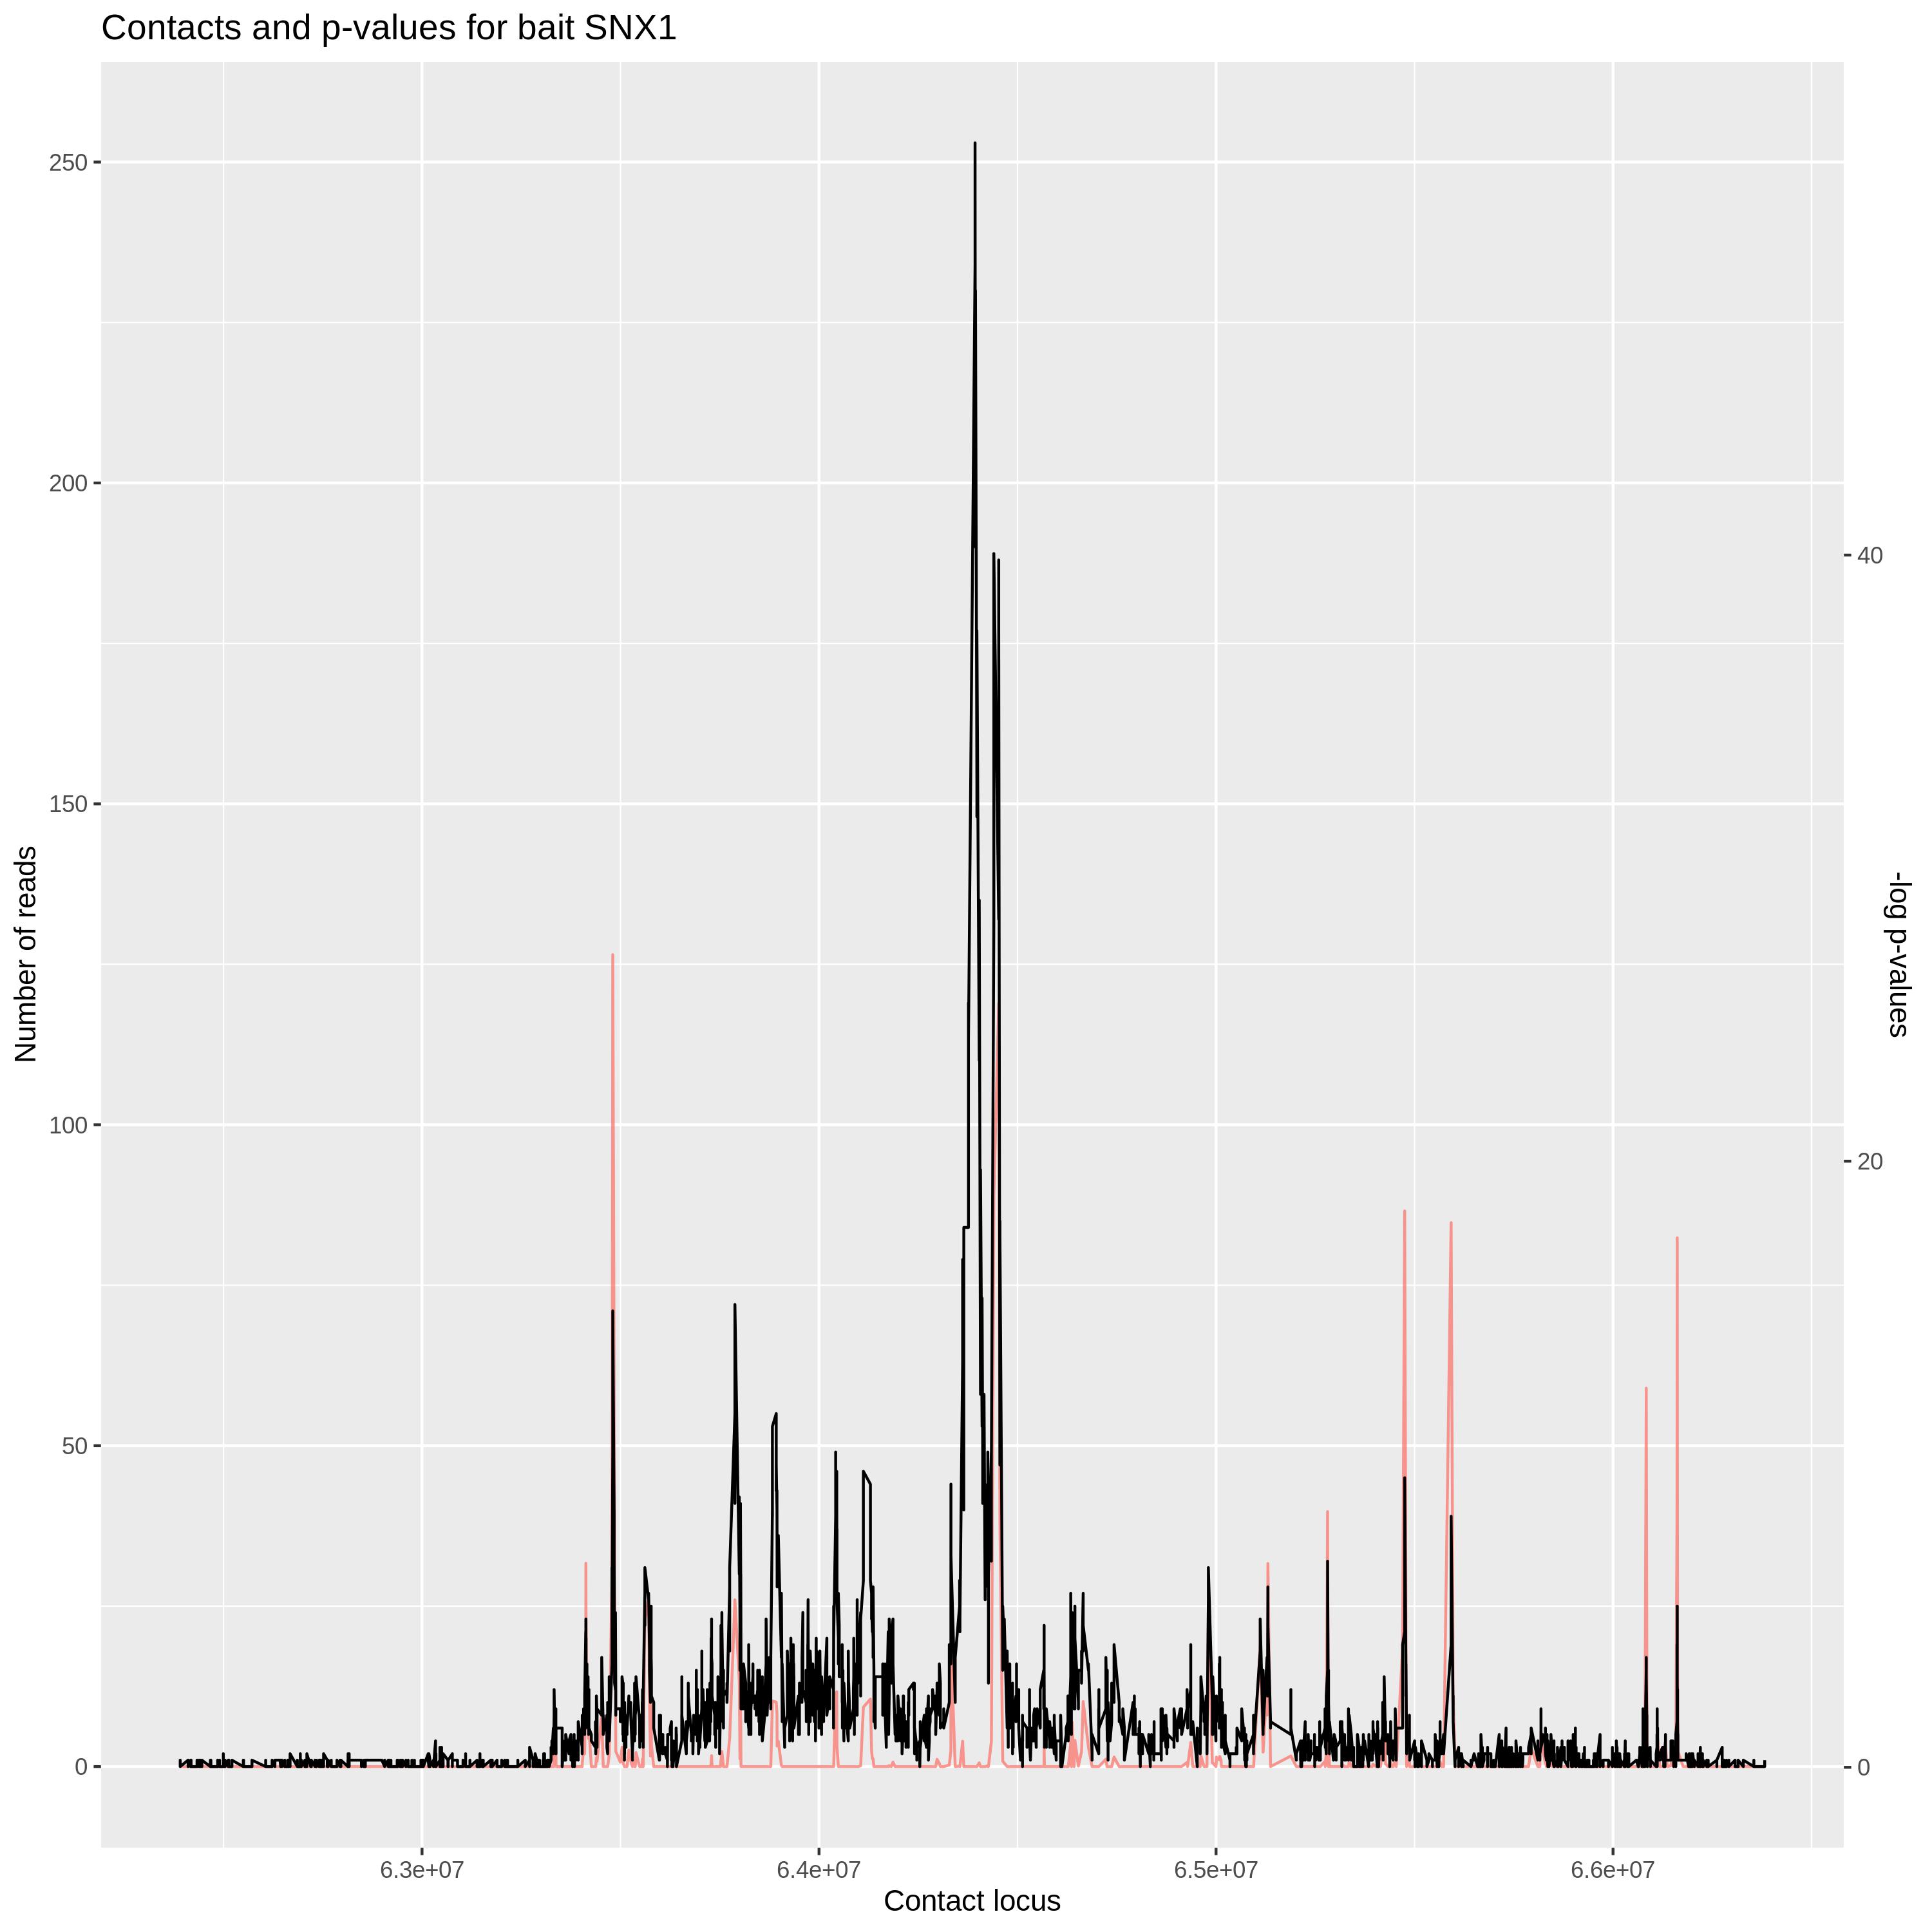 Contacts and p-values for bait SNX1
250
200
150
100
50
0
Number of reads
40
20
0
-log p-values
6.3e+07
6.4e+07
6.5e+07
6.6e+07
Contact locus